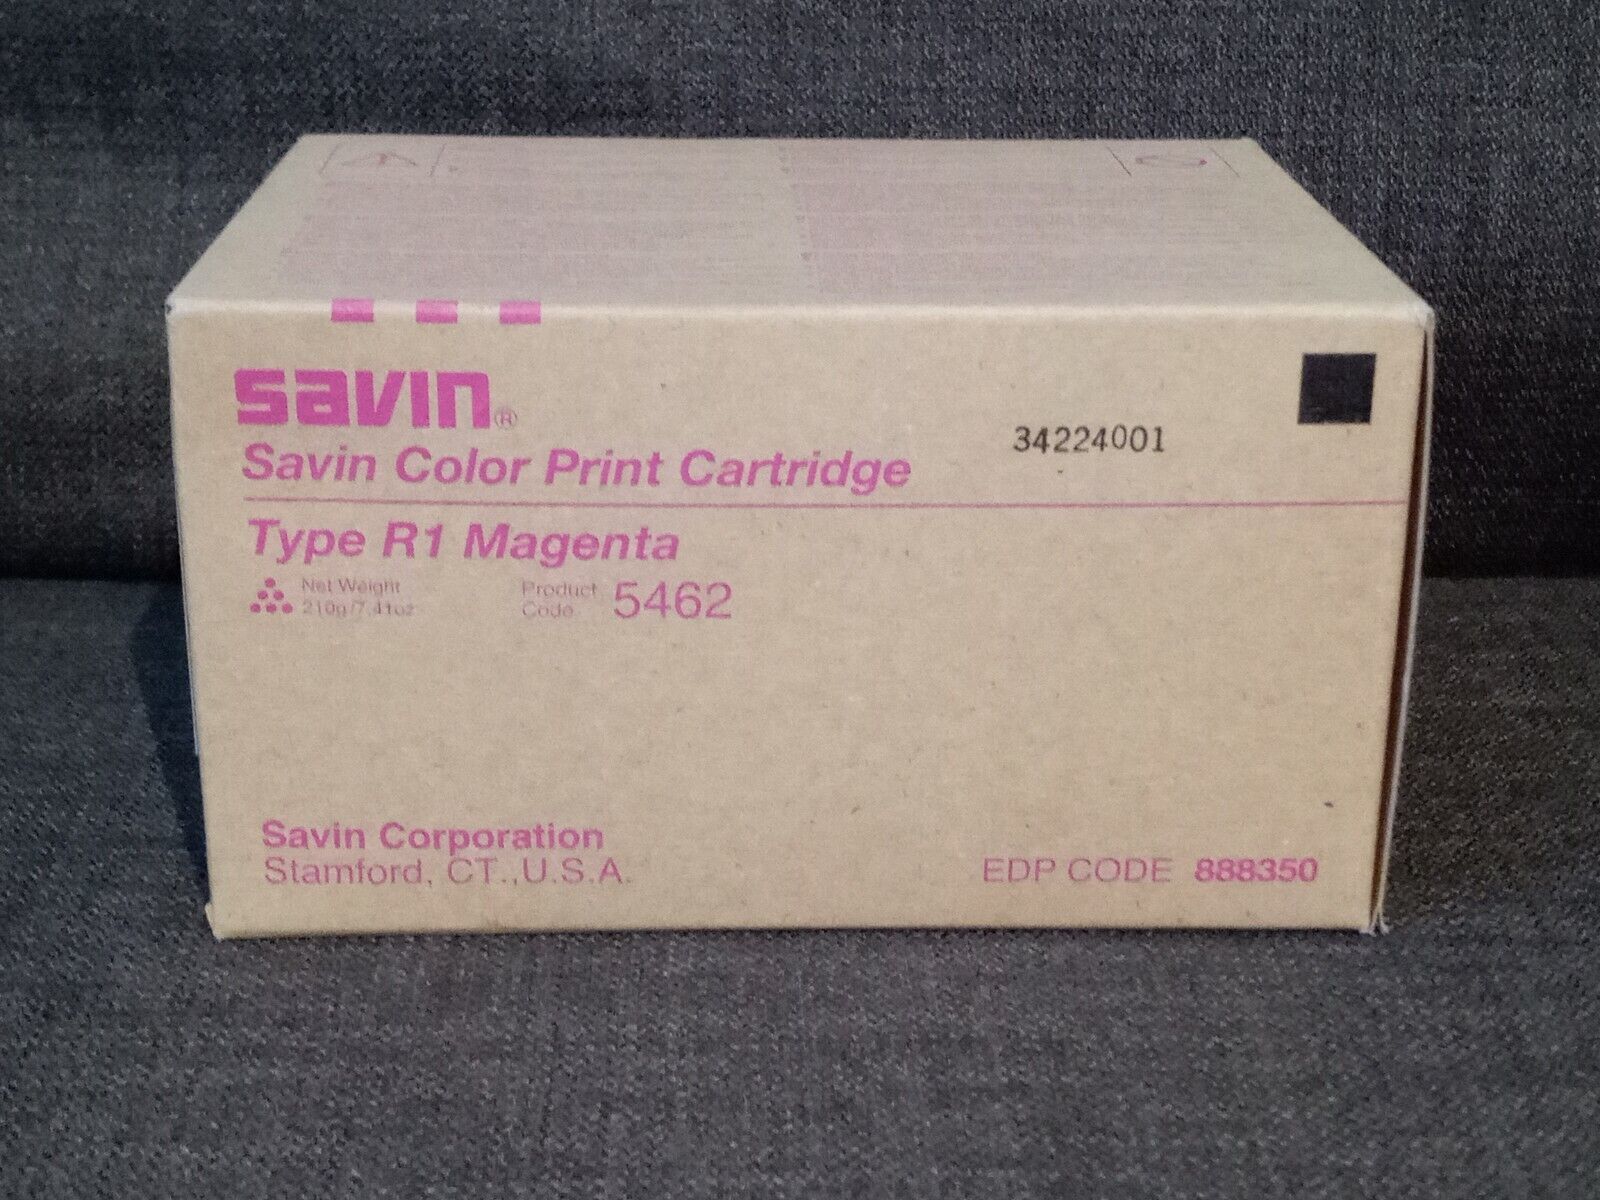 savin®
Savin Color Print Cartridge
34224001
Type R1 Magenta
Net Weight
210g/7.41oz
Product
Code
5462
Savin Corporation
Stamford, CT.,U.S.A.
EDP CODE 888350